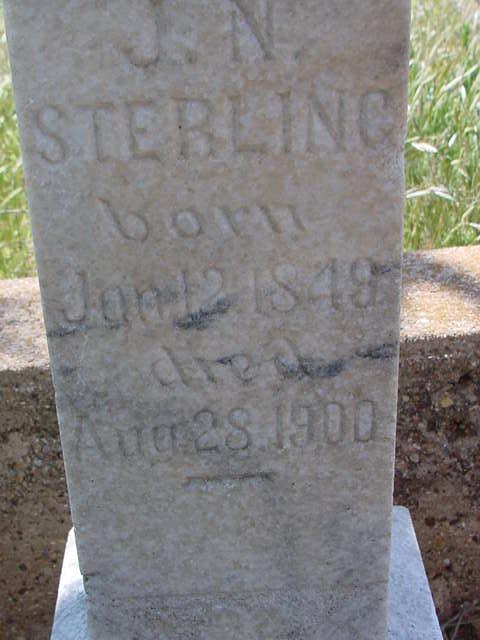 J. N.
STERLING
born
Jan 12 1849
died
Aug 28 1900